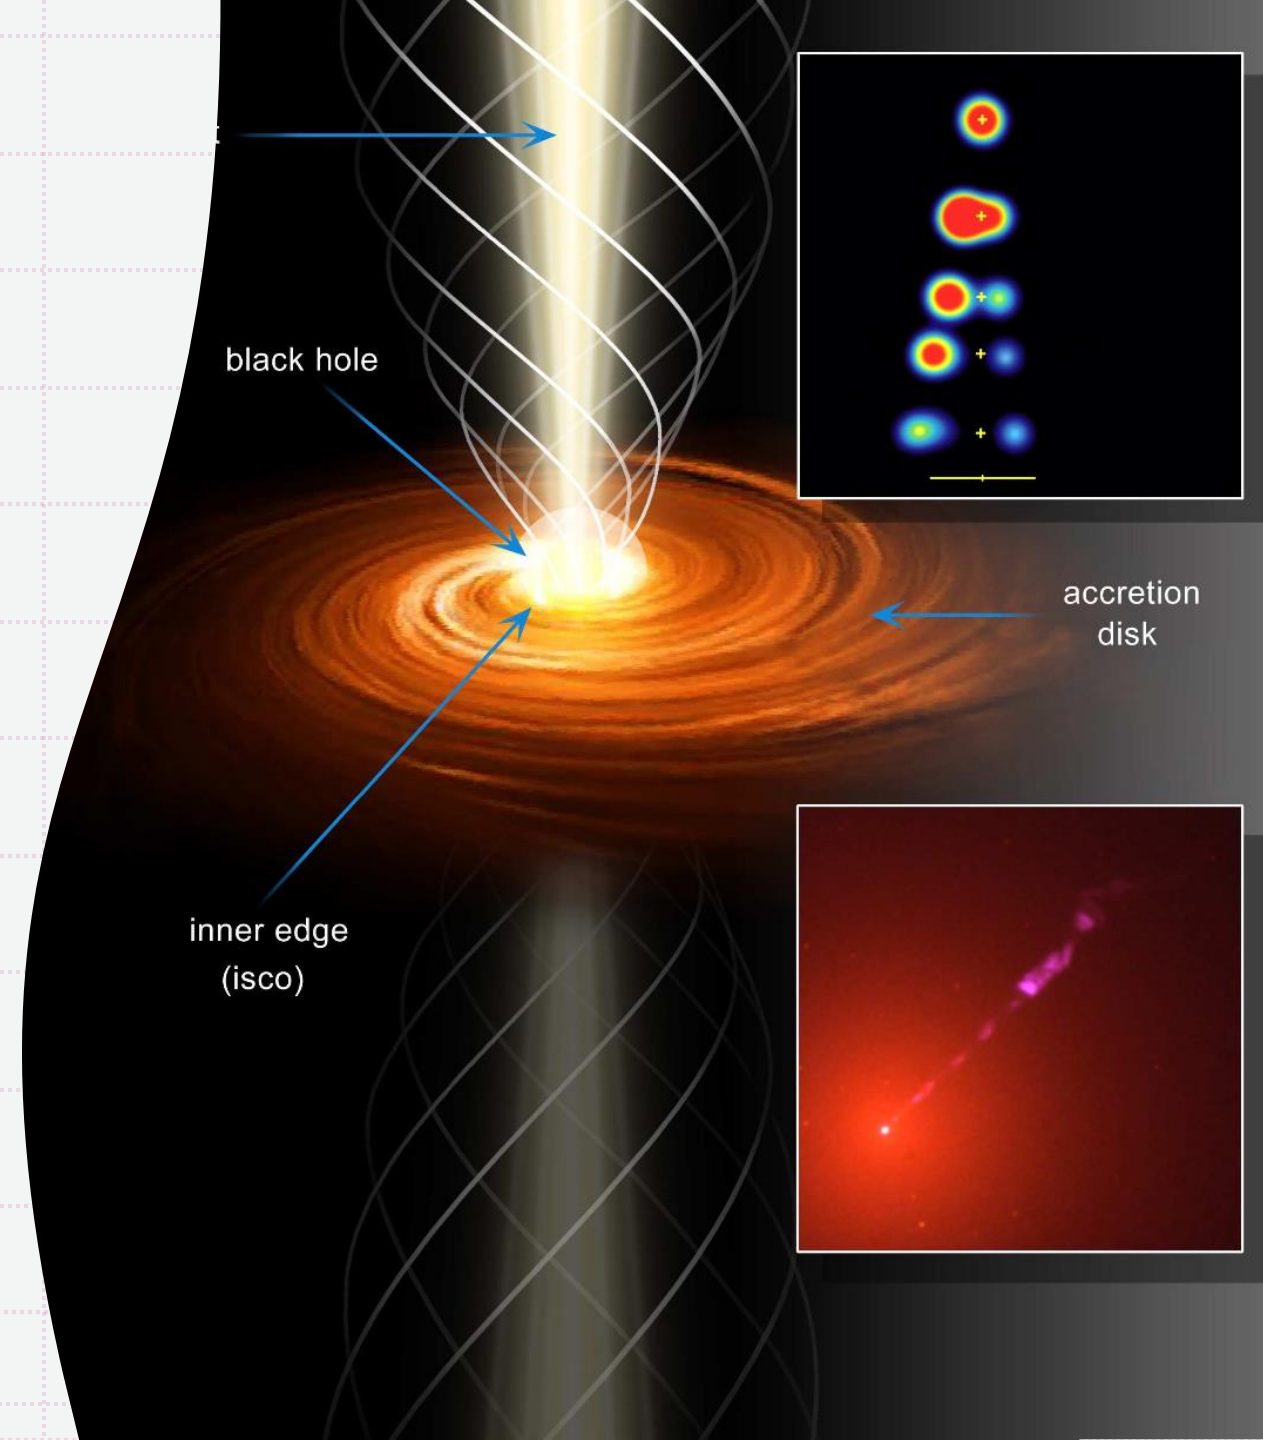 black hole
accretion
disk
inner edge
(isco)